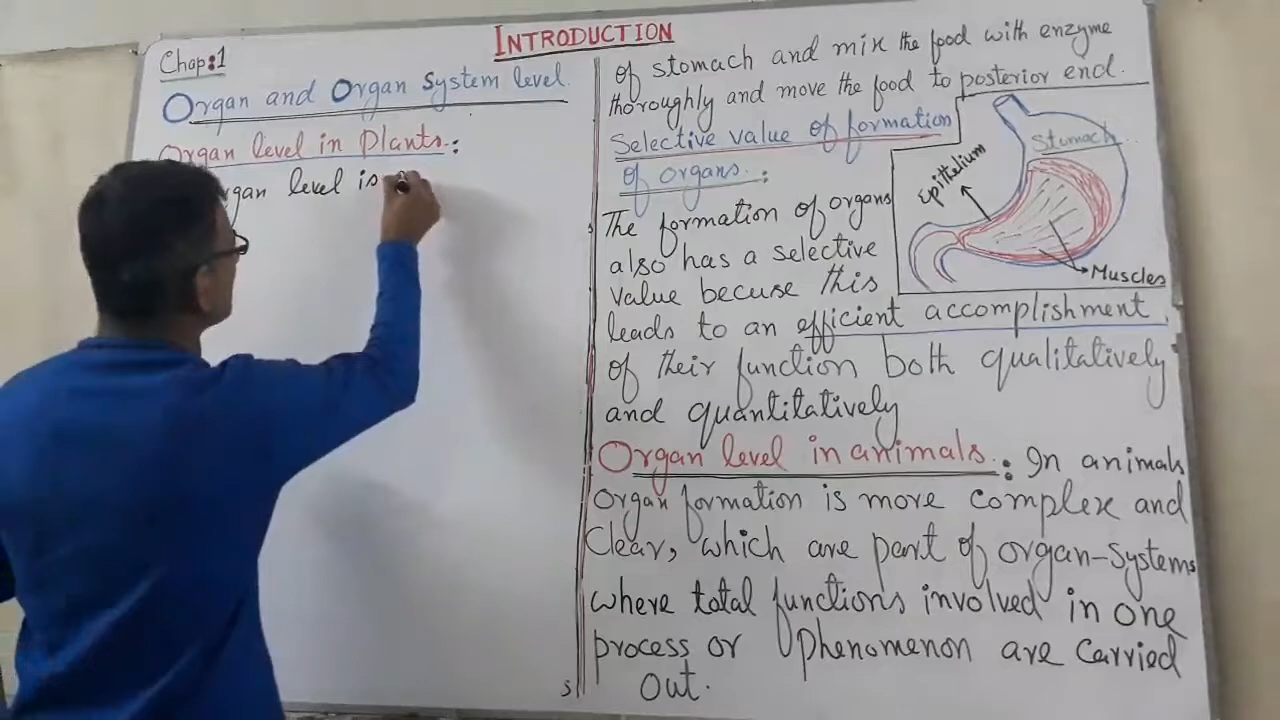 INTRODUCTION
Chap:1
Organ and Organ System level
Organ level in Plants:
rgan level is
of stomach and mix the food with enzyme
thoroughly and move the food to posterior end.
Selective value of formation
of organs:
The formation of organs
also has a selective
value becuse this
leads to an efficient accomplishment
of their function both qualitatively
and quantitatively
Organ level in animals: In animals
Organ formation is more complex and
Clear, which are part of organ-systems
where total functions involved in one
process or phenomenon are carried
out.
Stomach
Epithelium
Muscles